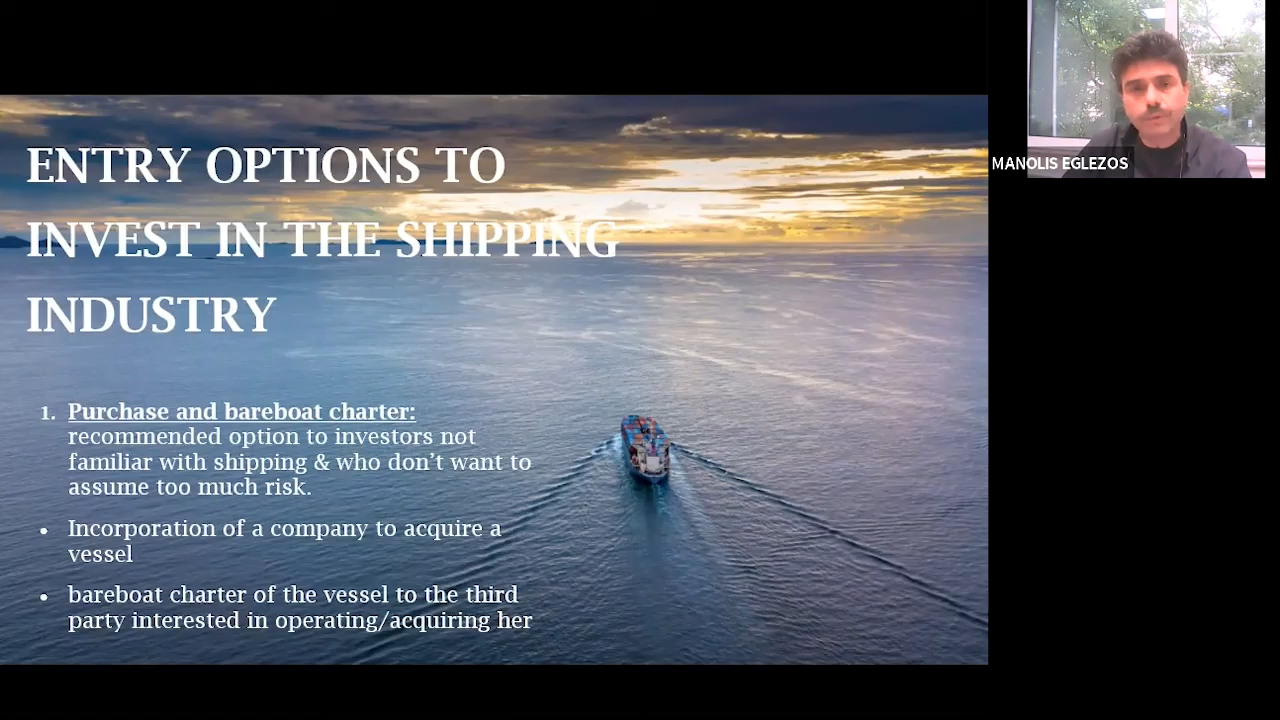 ENTRY OPTIONS TO
INVEST IN THE SHIPPING
INDUSTRY
1. Purchase and bareboat charter:
recommended option to investors not
familiar with shipping & who don’t want to
assume too much risk.
• Incorporation of a company to acquire a
vessel
• bareboat charter of the vessel to the third
party interested in operating/acquiring her
MANOLIS EGLEZOS